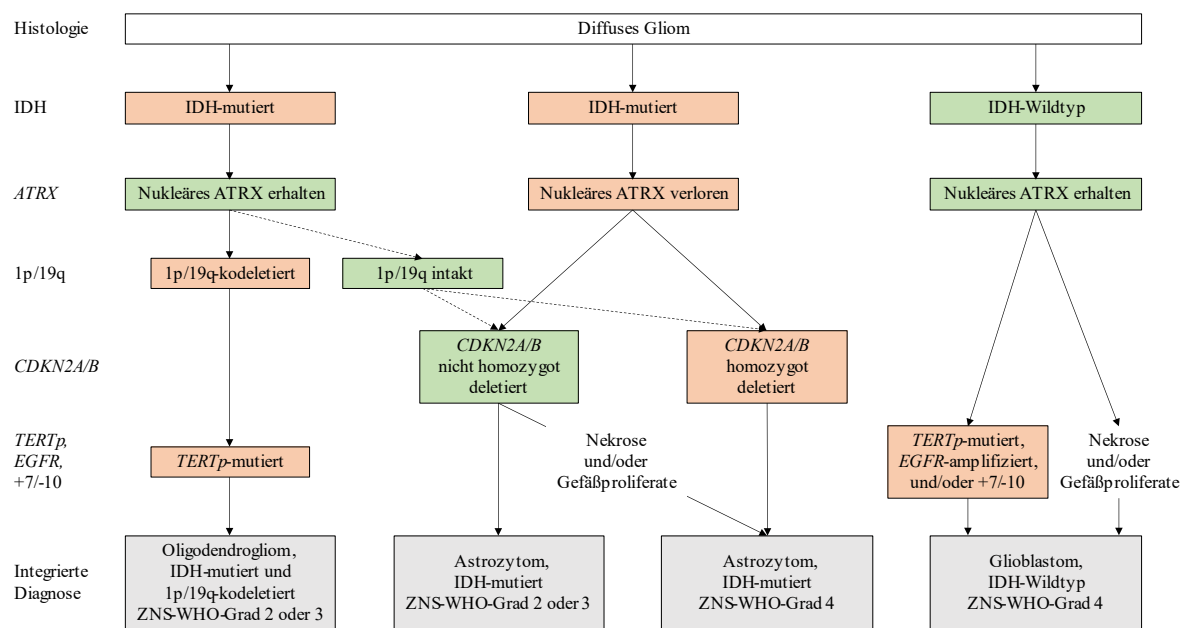 Histologie
Diffuses Gliom
IDH
IDH-mutiert
IDH-mutiert
IDH-Wildtyp
ATRX
Nukleäres ATRX erhalten
Nukleäres ATRX verloren
Nukleäres ATRX erhalten
1p/19q
1p/19q-kodeletiert
1p/19q intakt
CDKN2A/B
CDKN2A/B
nicht homozygot
deletiert
CDKN2A/B
homozygot
deletiert
TERTp,
EGFR,
+7/-10
TERTp-mutiert
Nekrose
und/oder
Gefäßproliferate
TERTp-mutiert,
EGFR-amplifiziert,
und/oder +7/-10
Nekrose
und/oder
Gefäßproliferate
Integrierte
Diagnose
Oligodendrogliom,
IDH-mutiert und
1p/19q-kodeletiert
ZNS-WHO-Grad 2 oder 3
Astrozytom,
IDH-mutiert
ZNS-WHO-Grad 2 oder 3
Astrozytom,
IDH-mutiert
ZNS-WHO-Grad 4
Glioblastom,
IDH-Wildtyp
ZNS-WHO-Grad 4